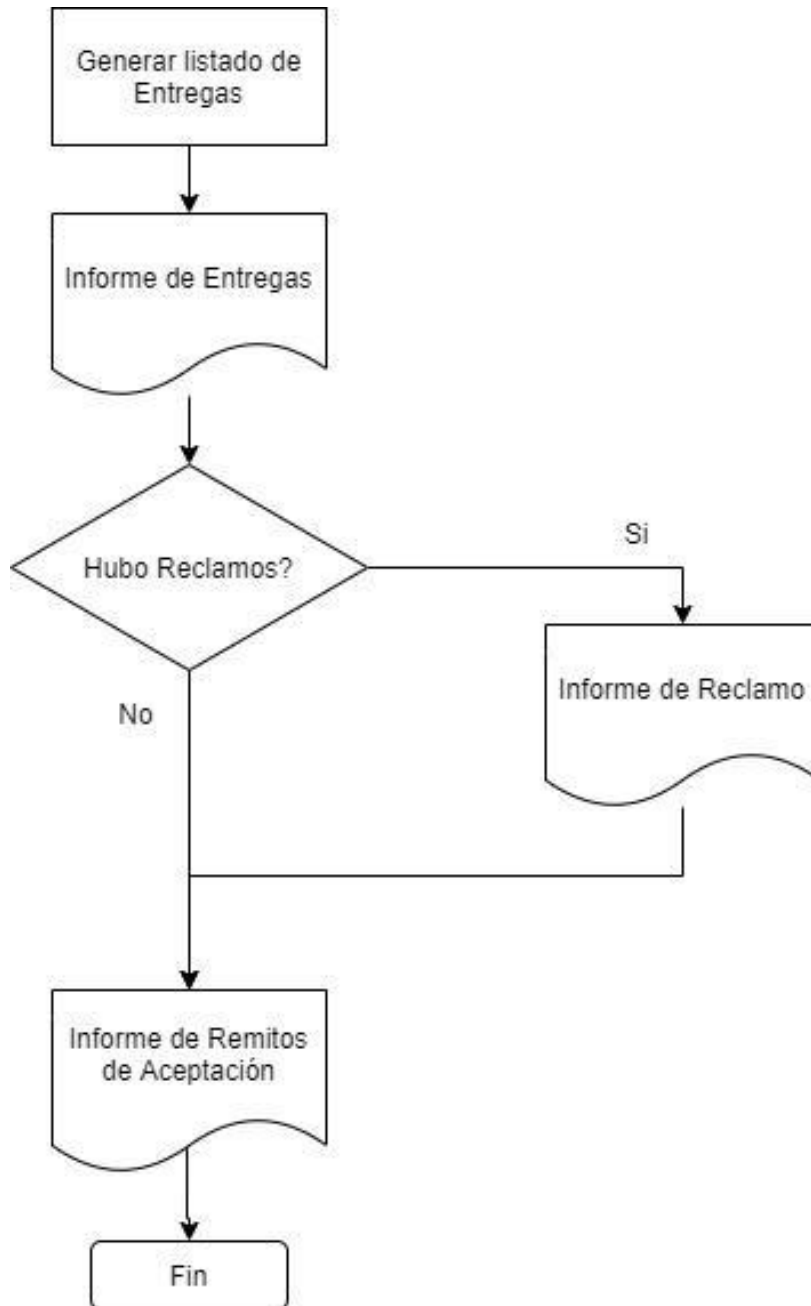 Generar listado de
Entregas
Informe de Entregas
Hubo Reclamos?
Si
Informe de Reclamo
No
Informe de Remitos
de Aceptación
Fin